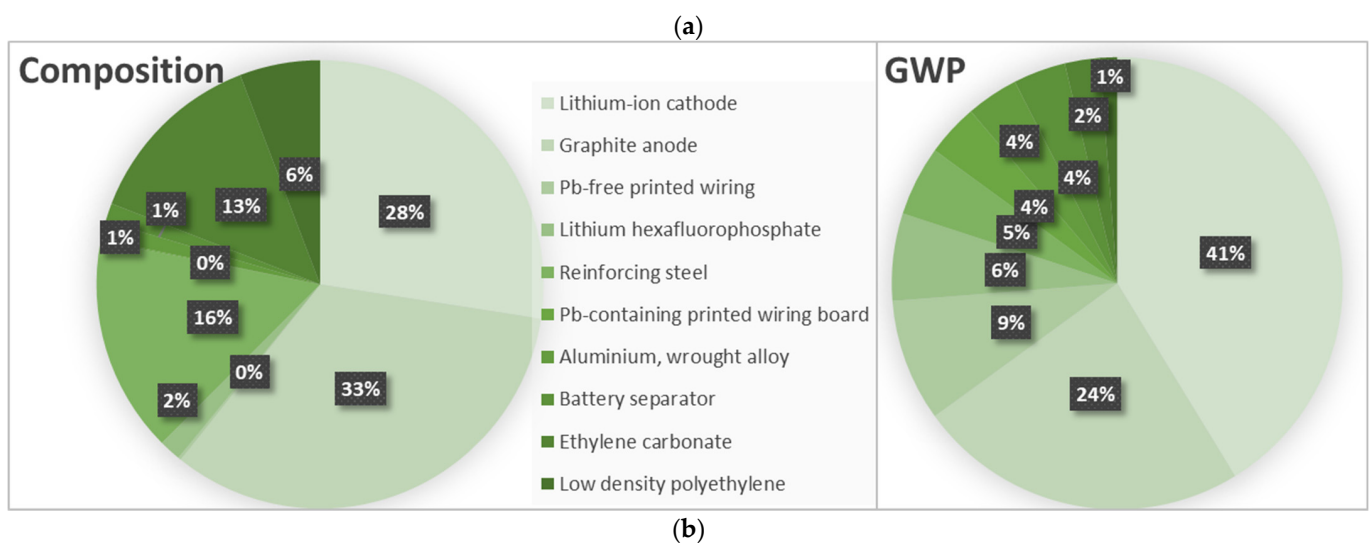 (a)
Composition
GWP
6%
28%
13%
1%
1%
0%
16%
0%
2%
33%
Lithium-ion cathode
Graphite anode
Pb-free printed wiring
Lithium hexafluorophosphate
Reinforcing steel
Pb-containing printed wiring board
Aluminium, wrought alloy
Battery separator
Ethylene carbonate
Low density polyethylene
1%
2%
4%
4%
4%
5%
6%
9%
41%
24%
(b)